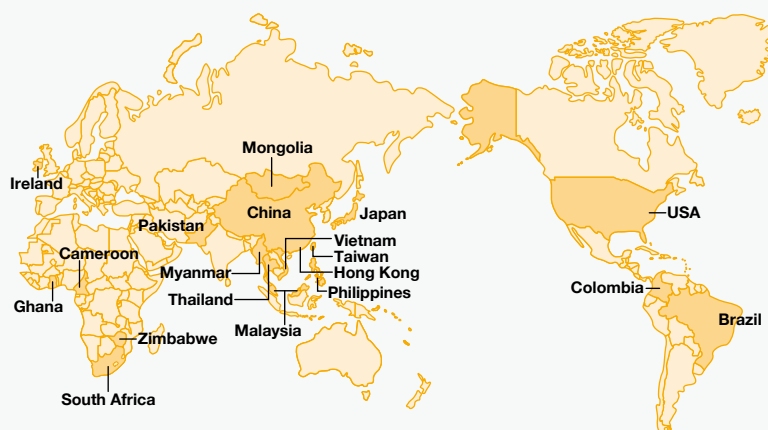 Mongolia
Ireland
China
Japan
USA
Pakistan
Vietnam
Cameroon
Taiwan
Myanmar
Hong Kong
Colombia
Philippines
Thailand
Ghana
Brazil
Malaysia
Zimbabwe
South Africa